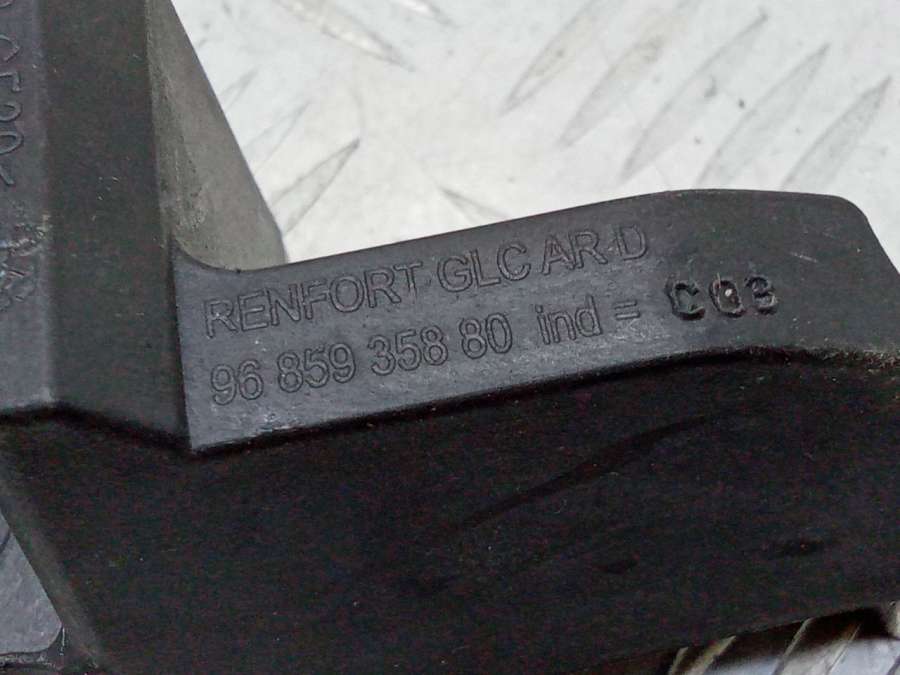 RENFORT GLC AR D
96 859 358 80 ind = C03